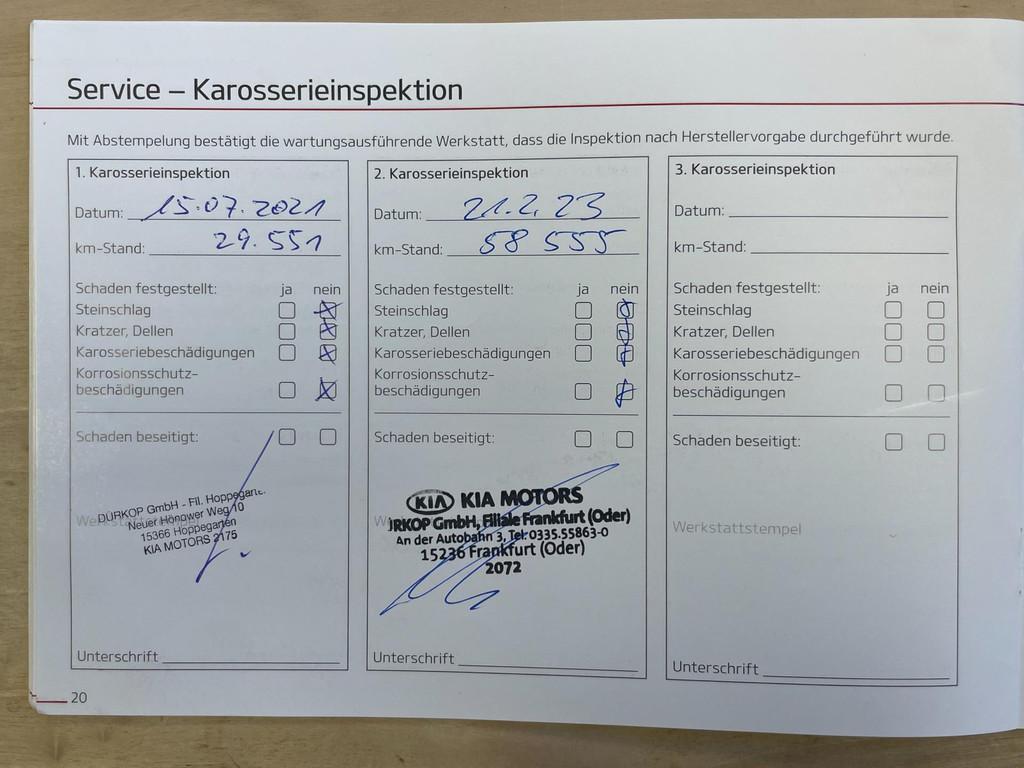 Service – Karosserieinspektion
Mit Abstempelung bestätigt die wartungsausführende Werkstatt, dass die Inspektion nach Herstellervorgabe durchgeführt wurde.
1. Karosserieinspektion
Datum: 15.07.2021
km-Stand: 29.551
Schaden festgestellt: ja nein
Steinschlag
Kratzer, Dellen
Karosseriebeschädigungen
Korrosionsschutz-
beschädigungen
Schaden beseitigt:
DÜRKOP GmbH - Fil. Hoppegarten
Neuer Hönower Weg 10
15366 Hoppegarten
KIA MOTORS 2175
Unterschrift
2. Karosserieinspektion
Datum: 21.2.23
km-Stand: 58 555
Schaden festgestellt: ja nein
Steinschlag
Kratzer, Dellen
Karosseriebeschädigungen
Korrosionsschutz-
beschädigungen
Schaden beseitigt:
KIA KIA MOTORS
JRKOP GmbH, Filiale Frankfurt (Oder)
An der Autobahn 3, Tel.0335.55863-0
15236 Frankfurt (Oder)
2072
Unterschrift
3. Karosserieinspektion
Datum:
km-Stand:
Schaden festgestellt: ja nein
Steinschlag
Kratzer, Dellen
Karosseriebeschädigungen
Korrosionsschutz-
beschädigungen
Schaden beseitigt:
Werkstattstempel
Unterschrift
20